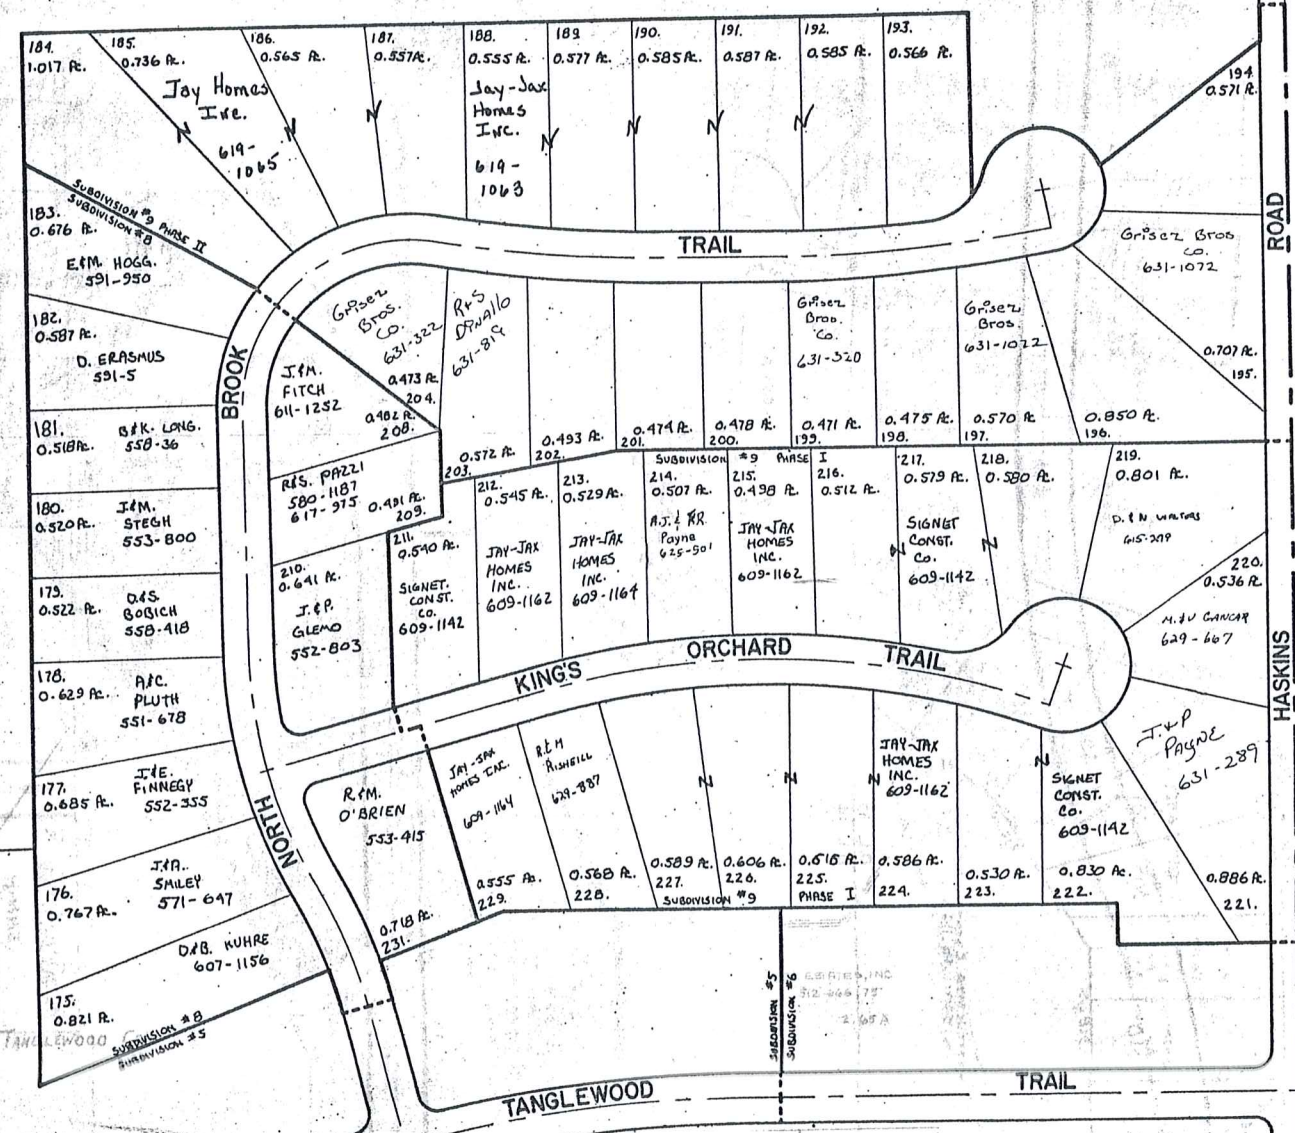 184.
1.017 Ac.
185.
0.736 Ac.
186.
0.565 Ac.
187.
0.557 Ac.
188.
0.555 Ac.
189
0.577 Ac.
190.
0.585 Ac.
191.
0.587 Ac.
192.
0.585 Ac.
193.
0.566 Ac.
194
0.571 Ac.
Jay Homes
Inc.
619-
1065
Jay-Jax
Homes
Inc.
619-
1063
SUBDIVISION #9 PHASE II
SUBDIVISION #8
183.
0.676 Ac.
E&M. HOGG.
591-950
182.
0.587 Ac.
D. ERASMUS
591-5
181.
0.518 Ac.
B&K. LONG.
558-36
180.
0.520 Ac.
J&M.
STEGH
553-800
179.
0.522 Ac.
D&S.
BOBICH
558-418
178.
0.629 Ac.
A&C.
PLUTH
551-678
177.
0.685 Ac.
J&E.
FINNEGY
552-355
176.
0.767 Ac.
J&A.
SMILEY
571-647
D&B. KUHRE
607-1156
175.
0.821 Ac.
SUBDIVISION #8
SUBDIVISION #5
TANGLEWOOD
NORTH
BROOK
TRAIL
ROAD
HASKINS
Griser
Bros.
Co.
631-322
0.473 Ac.
204.
R&S
DiNallo
631-819
0.572 Ac.
203.
0.493 Ac.
202.
0.474 Ac.
201.
0.478 Ac.
200.
Griser
Bros.
Co.
631-320
0.471 Ac.
199.
0.475 Ac.
198.
Griser
Bros.
631-1072
0.570 Ac
197.
0.850 Ac.
196.
Griser Bros
Co.
631-1072
0.707 Ac.
195.
J.&M.
FITCH
611-1252
0.482 Ac.
208.
R&S. PAZZI
580-1187
617-975
0.491 Ac.
209.
210.
0.641 Ac.
J.&P.
GLEMO
552-803
SUBDIVISION #9 PHASE I
211.
0.540 Ac.
SIGNET.
CONST.
CO.
609-1142
212.
0.545 Ac.
JAY-JAX
HOMES
INC.
609-1162
213.
0.529 Ac.
JAY-JAX
HOMES
INC.
609-1164
214.
0.507 Ac.
A.J.& RR
Payne
625-501
215.
0.498 Ac.
JAY-JAX
HOMES
INC.
609-1162
216.
0.512 Ac.
217.
0.579 Ac.
SIGNET
CONST.
Co.
609-1142
218.
0.580 Ac.
219.
0.801 Ac.
D.&N. WALTERS
615-279
220.
0.536 Ac
M.&V GANCAR
629-667
KING'S ORCHARD TRAIL
J.&P
PAYNE
631-289
0.886 Ac.
221.
R.&M.
O'BRIEN
553-415
0.718 Ac.
231.
JAY-JAX
HOMES INC.
609-1164
0.555 Ac.
229.
R.& M
629-887
0.568 Ac.
228.
0.589 Ac.
227.
0.606 Ac.
226.
0.616 Ac.
225.
JAY-JAX
HOMES
INC.
609-1162
0.586 Ac.
224.
0.530 Ac
223.
SIGNET
CONST.
Co.
609-1142
0.830 Ac.
222.
SUBDIVISION #9 PHASE I
SUBDIVISION #5
SUBDIVISION #6
ESTATES, INC
2.65 A
TANGLEWOOD TRAIL